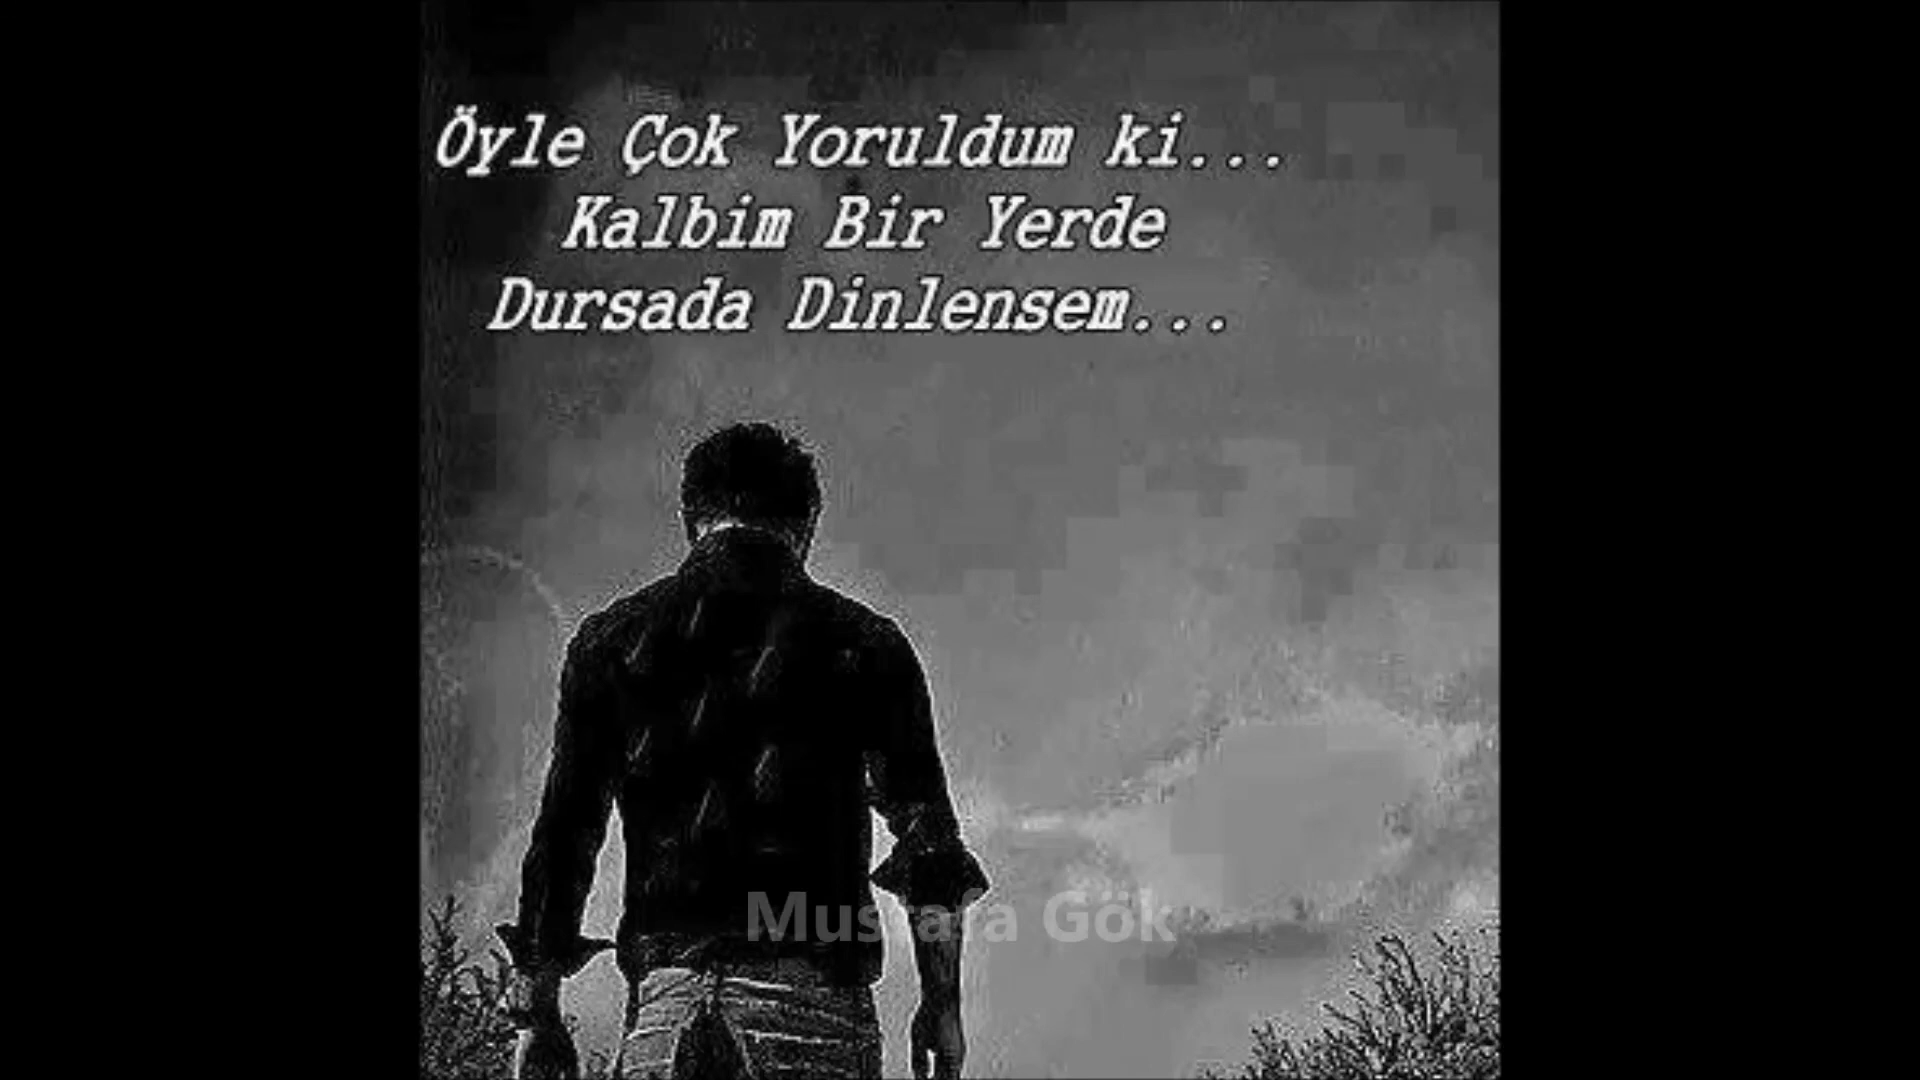 Öyle Çok Yoruldum ki...
Kalbim Bir Yerde
Dursada Dinlensem...
Mustafa Gök